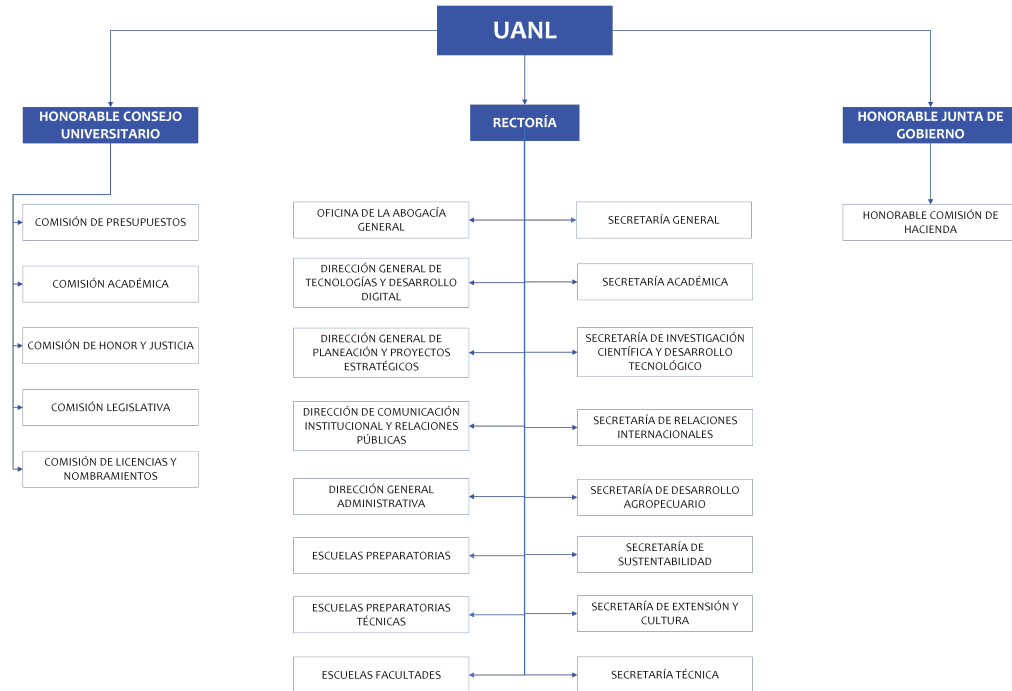 UANL
HONORABLE CONSEJO
UNIVERSITARIO
RECTORÍA
HONORABLE JUNTA DE
GOBIERNO
COMISIÓN DE PRESUPUESTOS
COMISIÓN ACADÉMICA
COMISIÓN DE HONOR Y JUSTICIA
COMISIÓN LEGISLATIVA
COMISIÓN DE LICENCIAS Y
NOMBRAMIENTOS
OFICINA DE LA ABOGACÍA
GENERAL
DIRECCIÓN GENERAL DE
TECNOLOGÍAS Y DESARROLLO
DIGITAL
DIRECCIÓN GENERAL DE
PLANEACIÓN Y PROYECTOS
ESTRATÉGICOS
DIRECCIÓN DE COMUNICACIÓN
INSTITUCIONAL Y RELACIONES
PÚBLICAS
DIRECCIÓN GENERAL
ADMINISTRATIVA
ESCUELAS PREPARATORIAS
ESCUELAS PREPARATORIAS
TÉCNICAS
ESCUELAS FACULTADES
SECRETARÍA GENERAL
SECRETARÍA ACADÉMICA
SECRETARÍA DE INVESTIGACIÓN
CIENTÍFICA Y DESARROLLO
TECNOLÓGICO
SECRETARÍA DE RELACIONES
INTERNACIONALES
SECRETARÍA DE DESARROLLO
AGROPECUARIO
SECRETARÍA DE
SUSTENTABILIDAD
SECRETARÍA DE EXTENSIÓN Y
CULTURA
SECRETARÍA TÉCNICA
HONORABLE COMISIÓN DE
HACIENDA